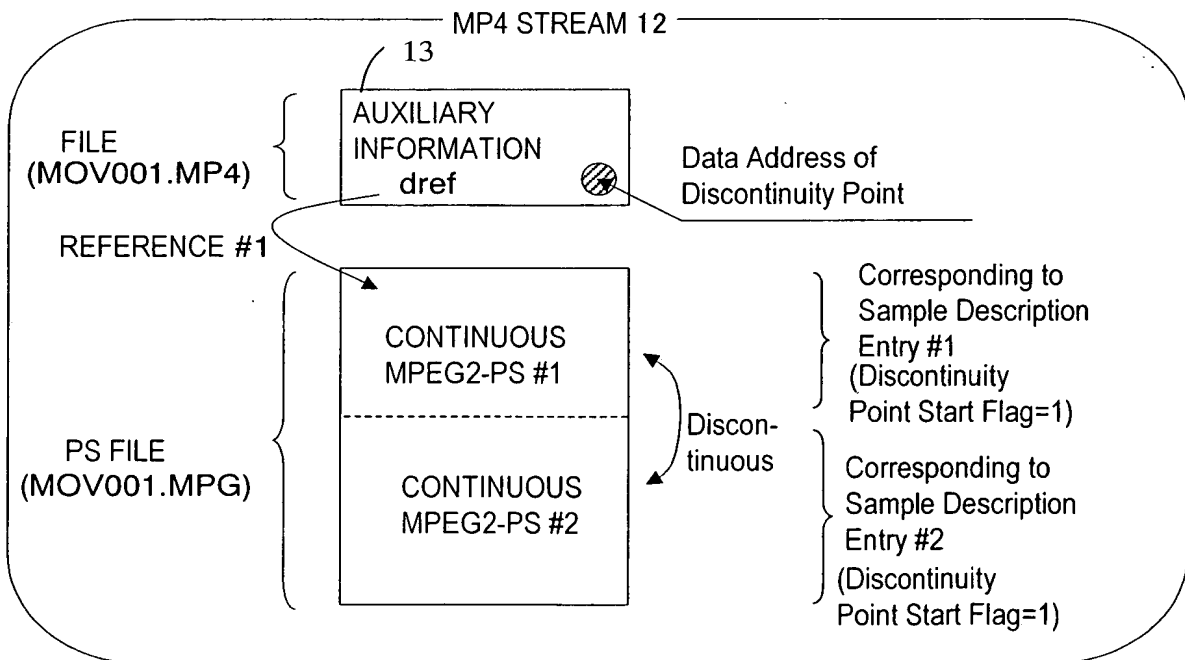 MP4 STREAM 12
13
AUXILIARY
INFORMATION
dref
FILE
(MOV001.MP4)
Data Address of
Discontinuity Point
REFERENCE #1
CONTINUOUS
MPEG2-PS #1
CONTINUOUS
MPEG2-PS #2
PS FILE
(MOV001.MPG)
Discon-
tinuous
Corresponding to
Sample Description
Entry #1
(Discontinuity
Point Start Flag=1)
Corresponding to
Sample Description
Entry #2
(Discontinuity
Point Start Flag=1)